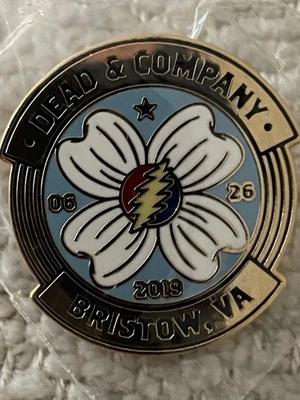 · DEAD & COMPANY ·
06 26
2019
BRISTOW, VA